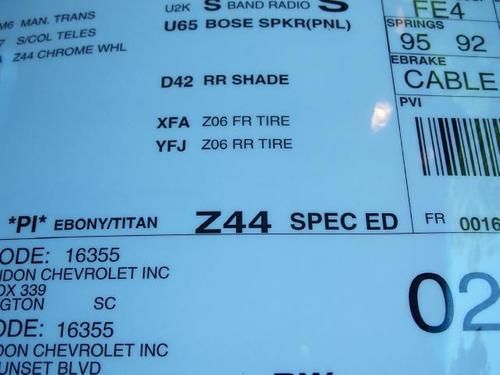 M6 MAN. TRANS
S/COL TELES
Z44 CHROME WHL
U2K S BAND RADIO S
U65 BOSE SPKR(PNL)
D42 RR SHADE
XFA Z06 FR TIRE
YFJ Z06 RR TIRE
FE4
SPRINGS
95 92
EBRAKE
CABLE
PVI
*PI* EBONY/TITAN Z44 SPEC ED FR 0016
ODE: 16355
DON CHEVROLET INC
OX 339
GTON SC
ODE: 16355
DON CHEVROLET INC
UNSET BLVD
02